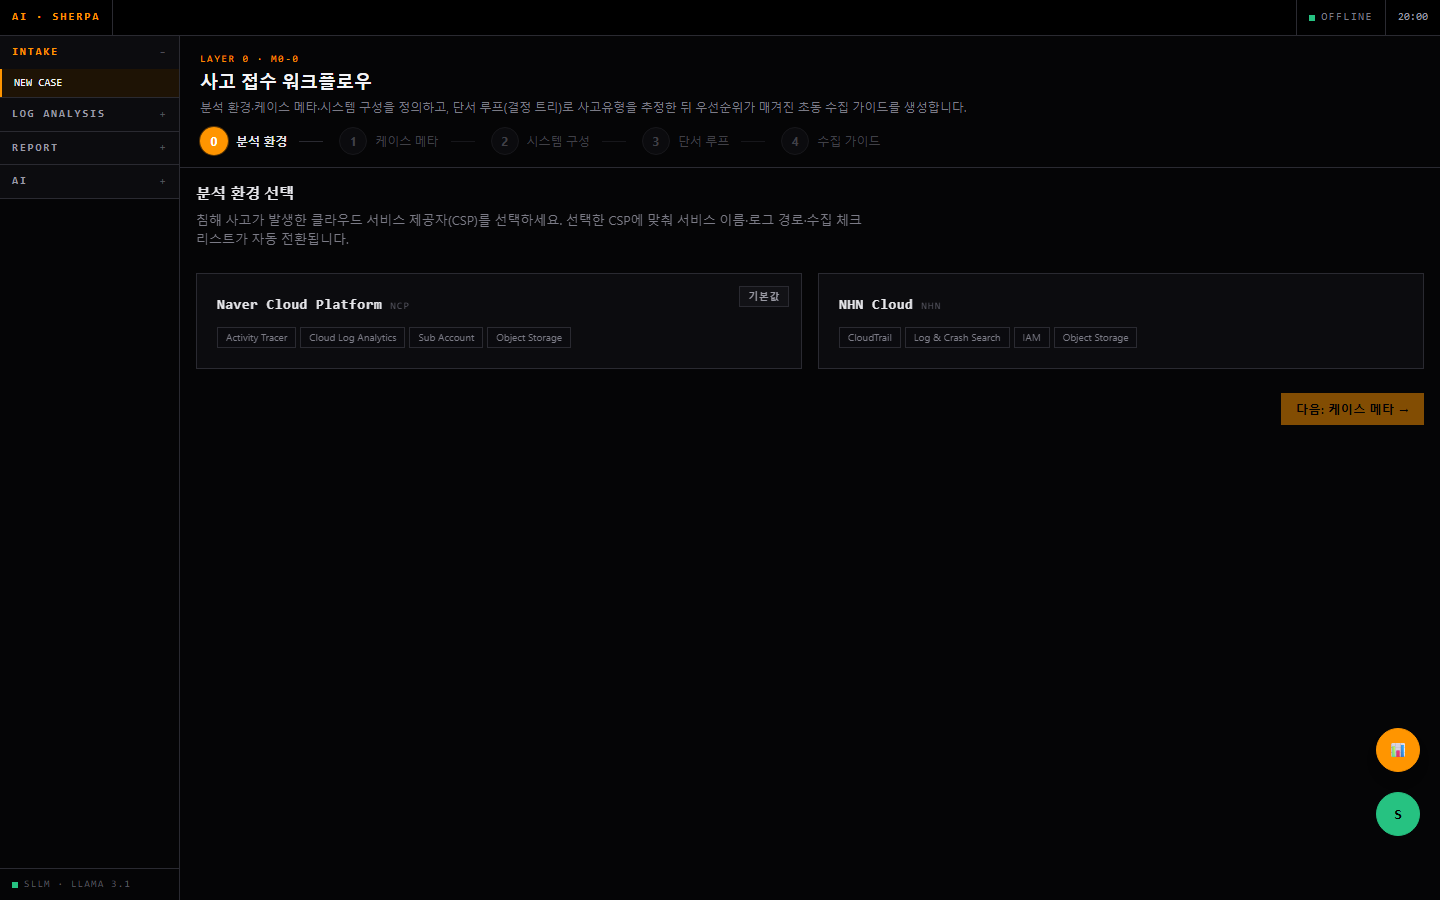 AI · SHERPA
OFFLINE
20:00
INTAKE −
NEW CASE
LOG ANALYSIS +
REPORT +
AI +
LAYER 0 · M0-0
사고 접수 워크플로우
분석 환경·케이스 메타·시스템 구성을 정의하고, 단서 루프(결정 트리)로 사고유형을 추정한 뒤 우선순위가 매겨진 초동 수집 가이드를 생성합니다.
0 분석 환경 1 케이스 메타 2 시스템 구성 3 단서 루프 4 수집 가이드
분석 환경 선택
침해 사고가 발생한 클라우드 서비스 제공자(CSP)를 선택하세요. 선택한 CSP에 맞춰 서비스 이름·로그 경로·수집 체크
리스트가 자동 전환됩니다.
Naver Cloud Platform NCP
기본값
Activity Tracer Cloud Log Analytics Sub Account Object Storage
NHN Cloud NHN
CloudTrail Log & Crash Search IAM Object Storage
다음: 케이스 메타 →
S
SLLM · LLAMA 3.1